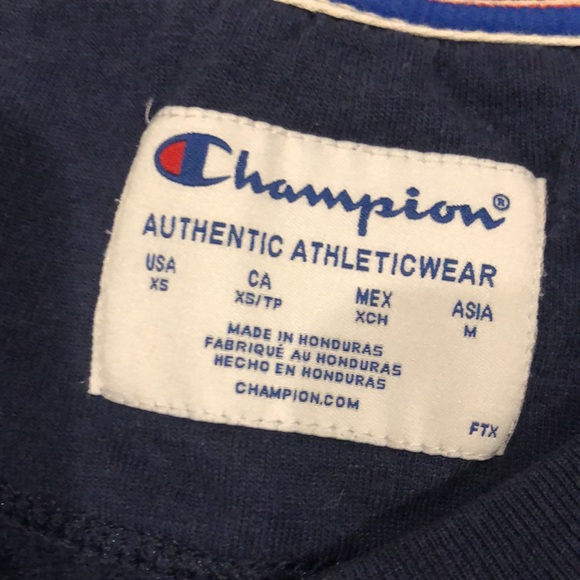 Champion®
AUTHENTIC ATHLETICWEAR
USA CA MEX ASIA
XS XS/TP XCH M
MADE IN HONDURAS
FABRIQUÉ AU HONDURAS
HECHO EN HONDURAS
CHAMPION.COM
FTX